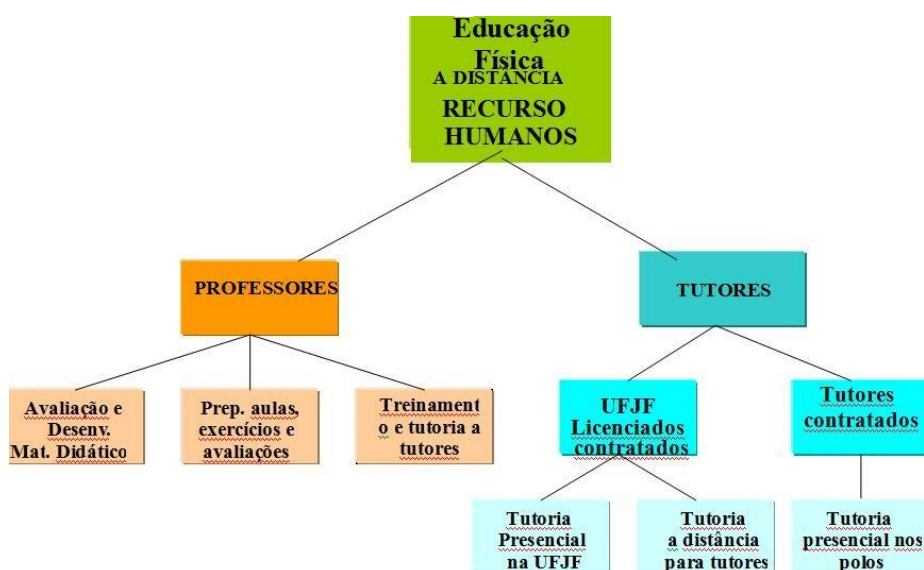 Educação
Física
A DISTÂNCIA
RECURSO
HUMANOS
PROFESSORES
TUTORES
Avaliação e
Desenv.
Mat. Didático
Prep. aulas,
exercícios e
avaliações
Treinament
o e tutoria a
tutores
UFJF
Licenciados
contratados
Tutores
contratados
Tutoria
Presencial
na UFJF
Tutoria
a distância
para tutores
Tutoria
presencial nos
polos